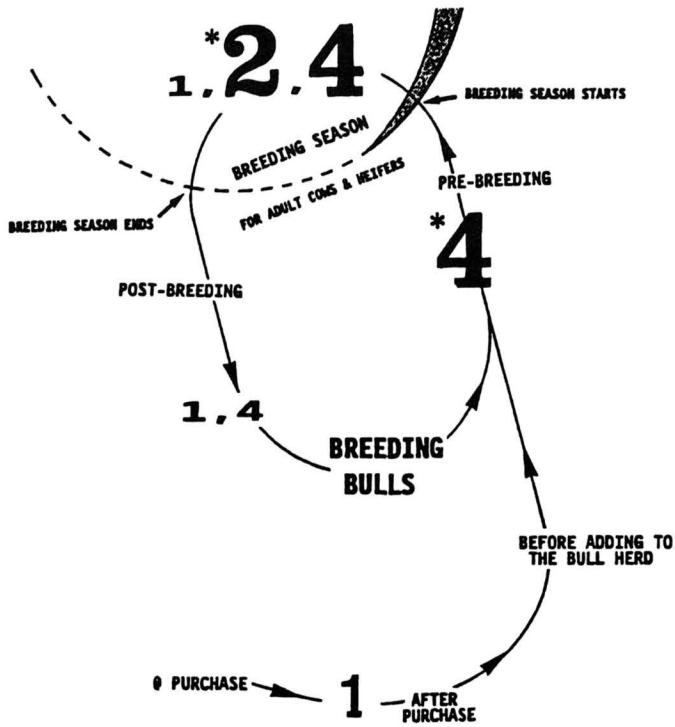 1, *2, 4
BREEDING SEASON STARTS
BREEDING SEASON
FOR ADULT COWS & HEIFERS
PRE-BREEDING
BREEDING SEASON ENDS
*4
POST-BREEDING
1,4
BREEDING
BULLS
BEFORE ADDING TO
THE BULL HERD
@ PURCHASE
1
AFTER
PURCHASE